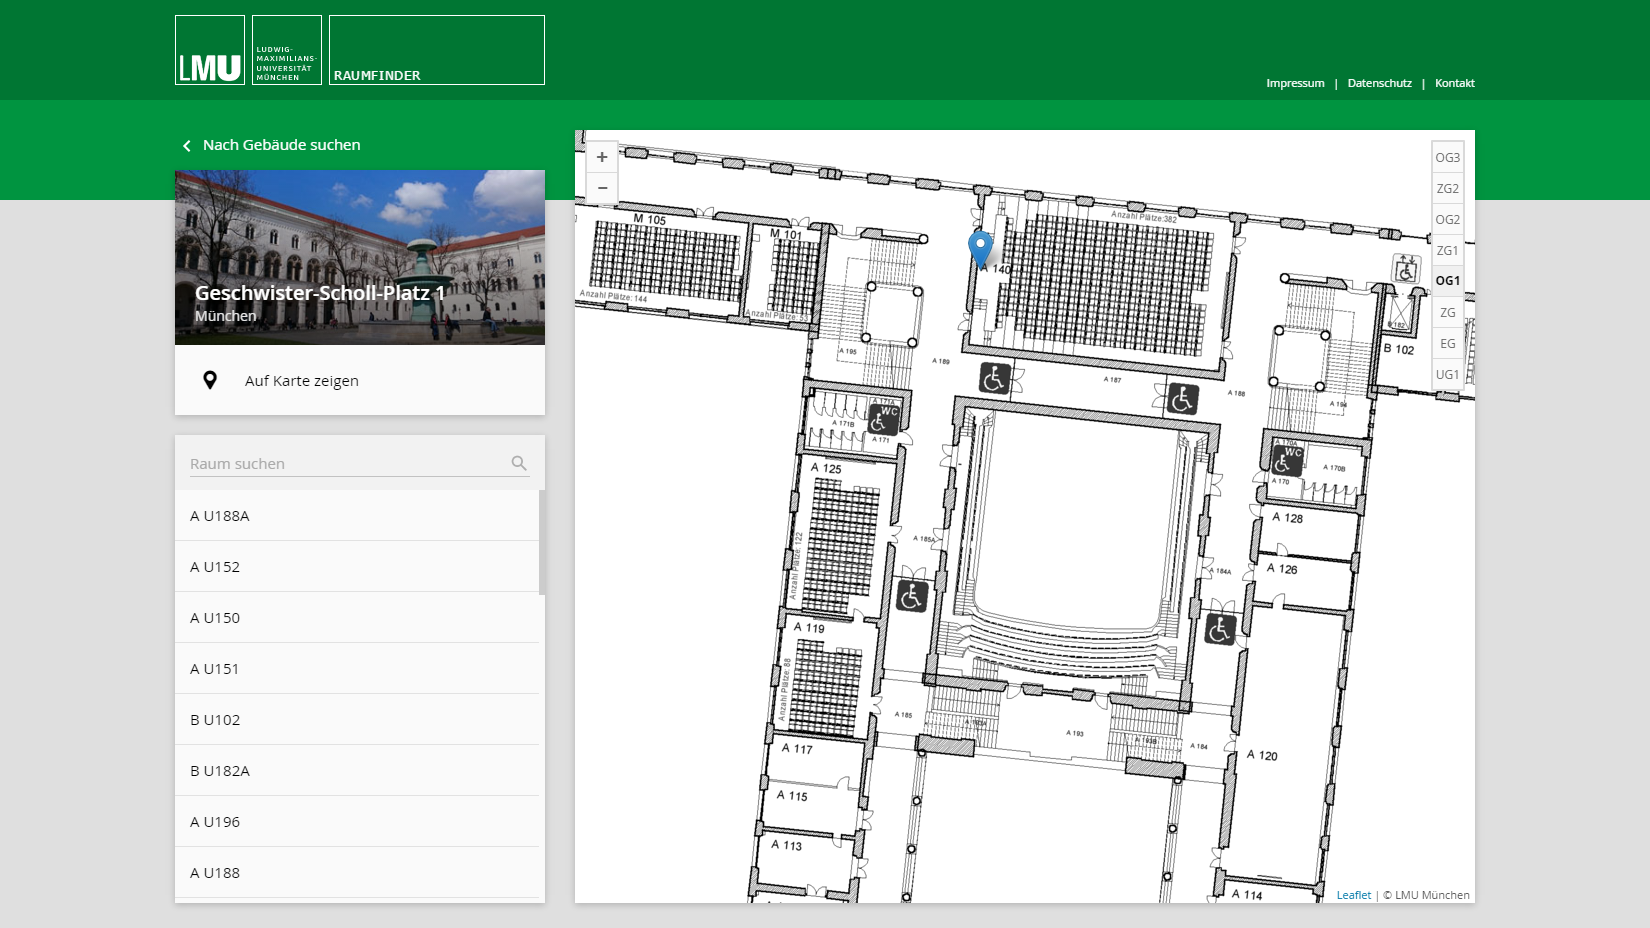 LMU
LUDWIG-
MAXIMILIANS-
UNIVERSITÄT
MÜNCHEN
RAUMFINDER
Impressum | Datenschutz | Kontakt
Nach Gebäude suchen
Geschwister-Scholl-Platz 1
München
Auf Karte zeigen
Raum suchen
A U188A
A U152
A U150
A U151
B U102
B U182A
A U196
A U188
+
−
OG3
ZG2
OG2
ZG1
OG1
ZG
EG
UG1
M 105
M 101
Anzahl Plätze: 144
Anzahl Plätze: 53
Anzahl Plätze:382
A 140
B 182
B 102
A 195
A 189
A 187
A 188
A 194
A 171A
WC
A 171B
A 171
A 170A
WC
A 170B
A 170
A 125
Anzahl Plätze: 122
A 128
A 126
A 185A
A 184A
A 119
Anzahl Plätze: 88
A 185
A 193A
A 193
A 193B
A 184
A 117
A 115
A 113
A 120
A 114
Leaflet | © LMU München